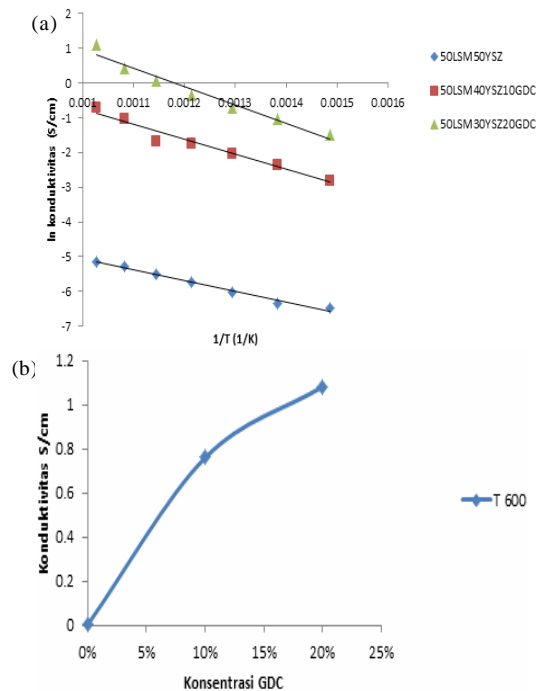 (a)
2
1
0
-1
-2
-3
-4
-5
-6
-7
0.001 0.0011 0.0012 0.0013 0.0014 0.0015 0.0016
ln konduktivitas (S/cm)
1/T (1/K)
50LSM50YSZ
50LSM40YSZ10GDC
50LSM30YSZ20GDC
(b)
1.2
1
0.8
0.6
0.4
0.2
0
0% 5% 10% 15% 20% 25%
Konduktivitas S/cm
Konsentrasi GDC
T 600